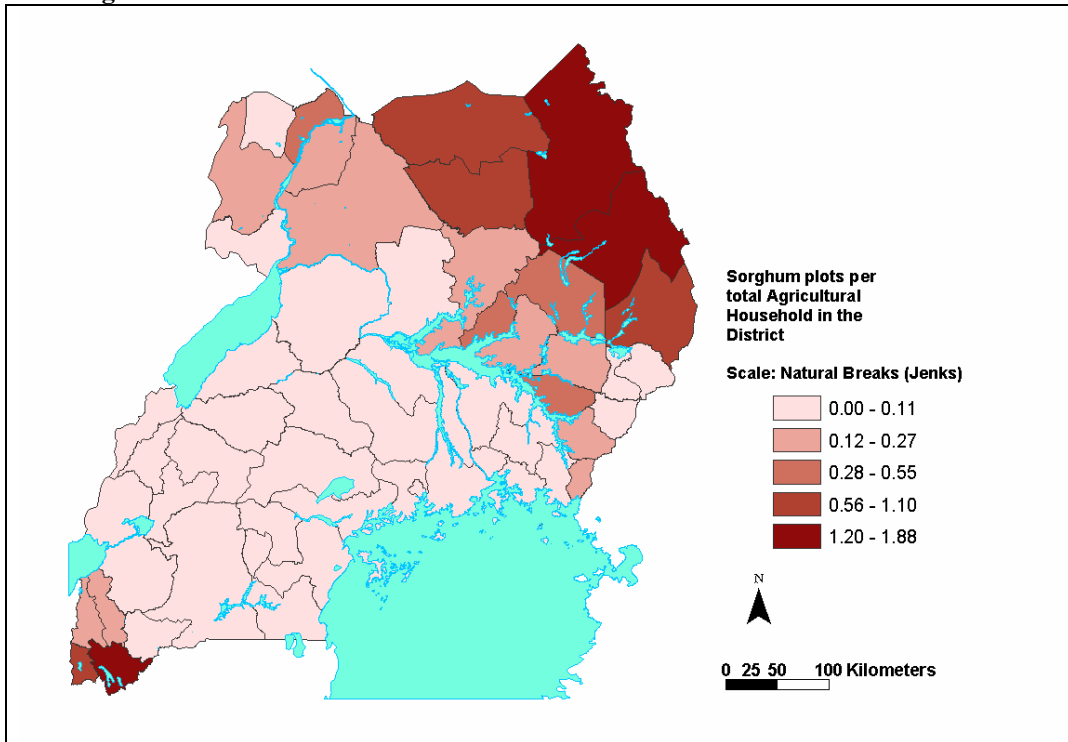 Sorghum plots per
total Agricultural
Household in the
District
Scale: Natural Breaks (Jenks)
0.00 - 0.11
0.12 - 0.27
0.28 - 0.55
0.56 - 1.10
1.20 - 1.88
N
0 25 50 100 Kilometers